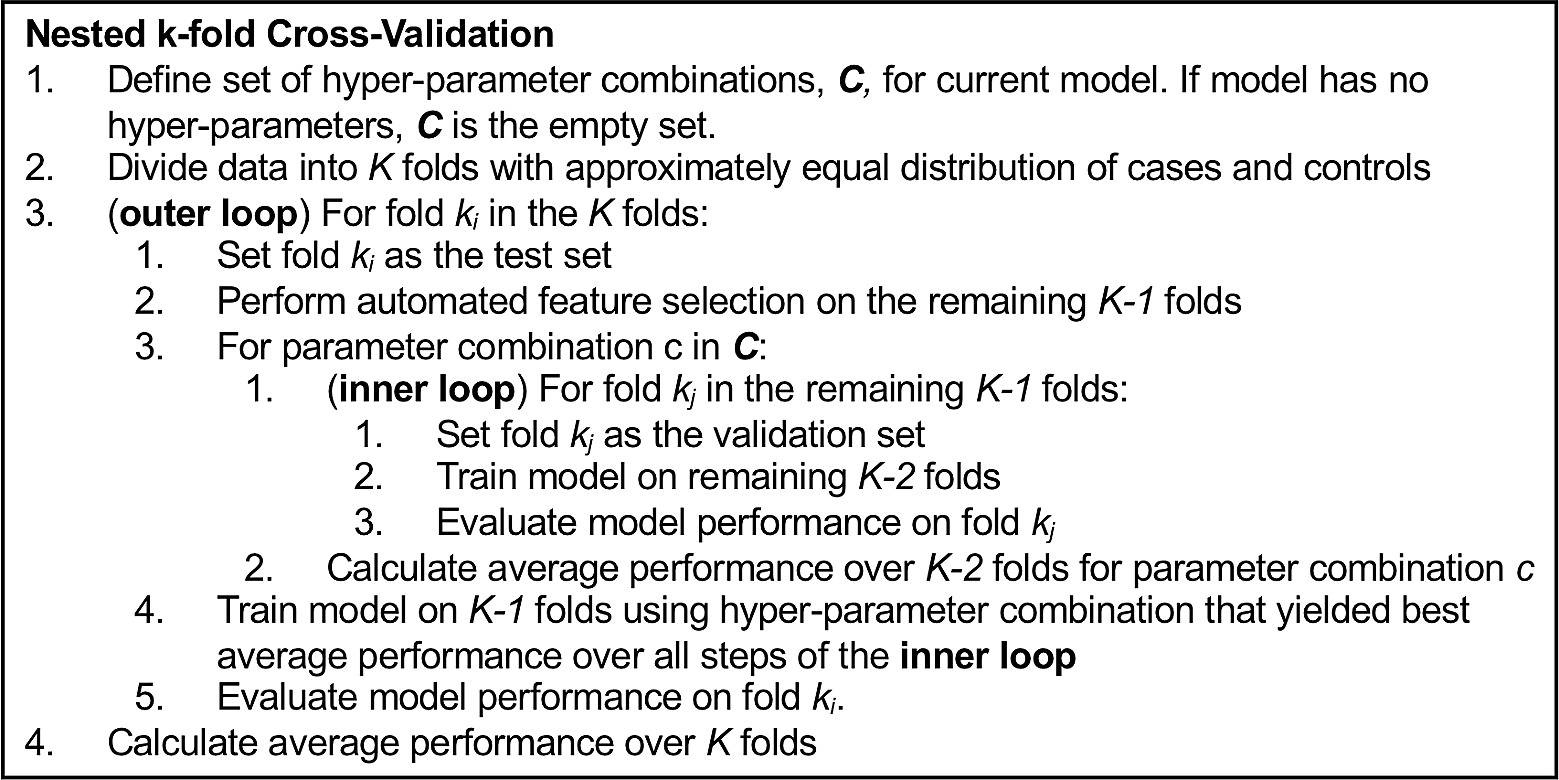 Nested k-fold Cross-Validation
1. Define set of hyper-parameter combinations, C, for current model. If model has no
hyper-parameters, C is the empty set.
2. Divide data into K folds with approximately equal distribution of cases and controls
3. (outer loop) For fold ki in the K folds:
1. Set fold ki as the test set
2. Perform automated feature selection on the remaining K-1 folds
3. For parameter combination c in C:
1. (inner loop) For fold kj in the remaining K-1 folds:
1. Set fold kj as the validation set
2. Train model on remaining K-2 folds
3. Evaluate model performance on fold kj
2. Calculate average performance over K-2 folds for parameter combination c
4. Train model on K-1 folds using hyper-parameter combination that yielded best
average performance over all steps of the inner loop
5. Evaluate model performance on fold ki.
4. Calculate average performance over K folds